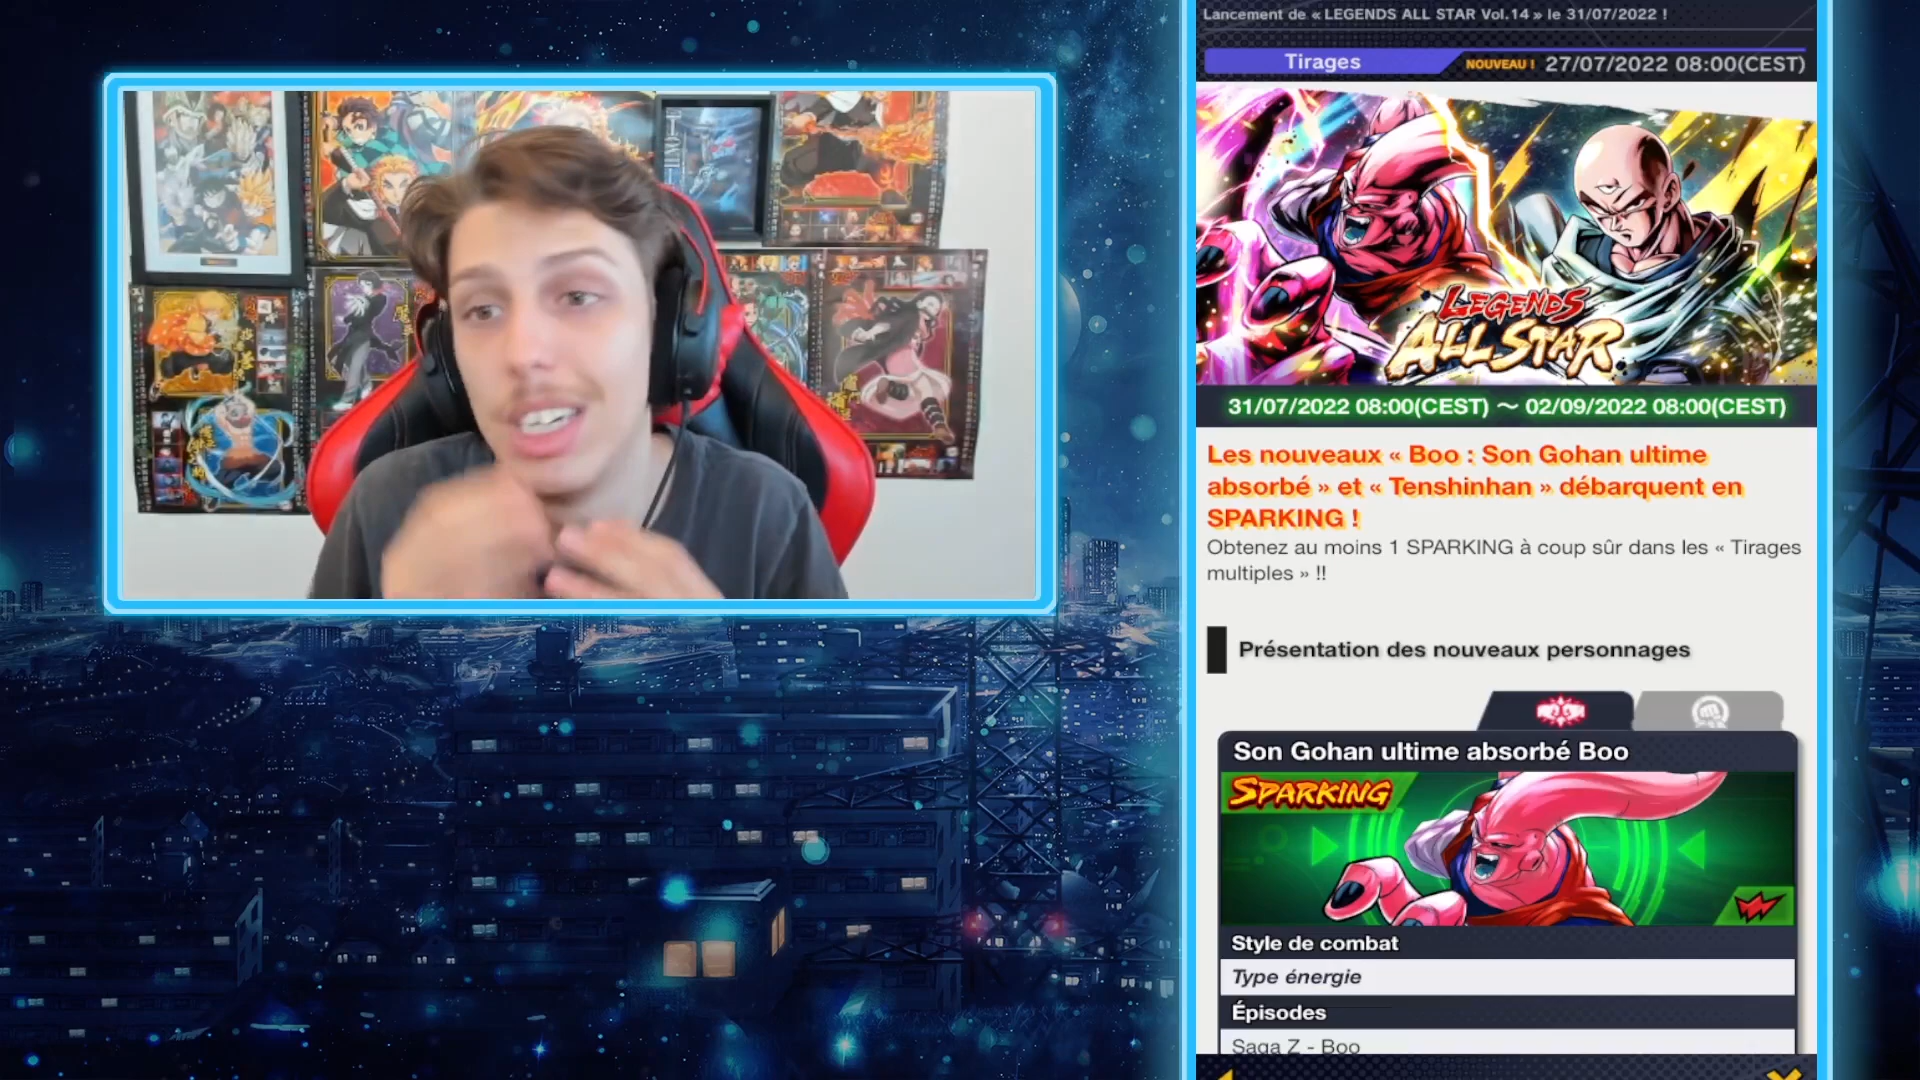 Lancement de « LEGENDS ALL STAR Vol.14 » le 31/07/2022 !
Tirages
NOUVEAU ! 27/07/2022 08:00(CEST)
LEGENDS
ALL STAR
31/07/2022 08:00(CEST) ～ 02/09/2022 08:00(CEST)
Les nouveaux « Boo : Son Gohan ultime
absorbé » et « Tenshinhan » débarquent en
SPARKING !
Obtenez au moins 1 SPARKING à coup sûr dans les « Tirages
multiples » !!
Présentation des nouveaux personnages
Son Gohan ultime absorbé Boo
SPARKING
Style de combat
Type énergie
Épisodes
Saga Z - Boo